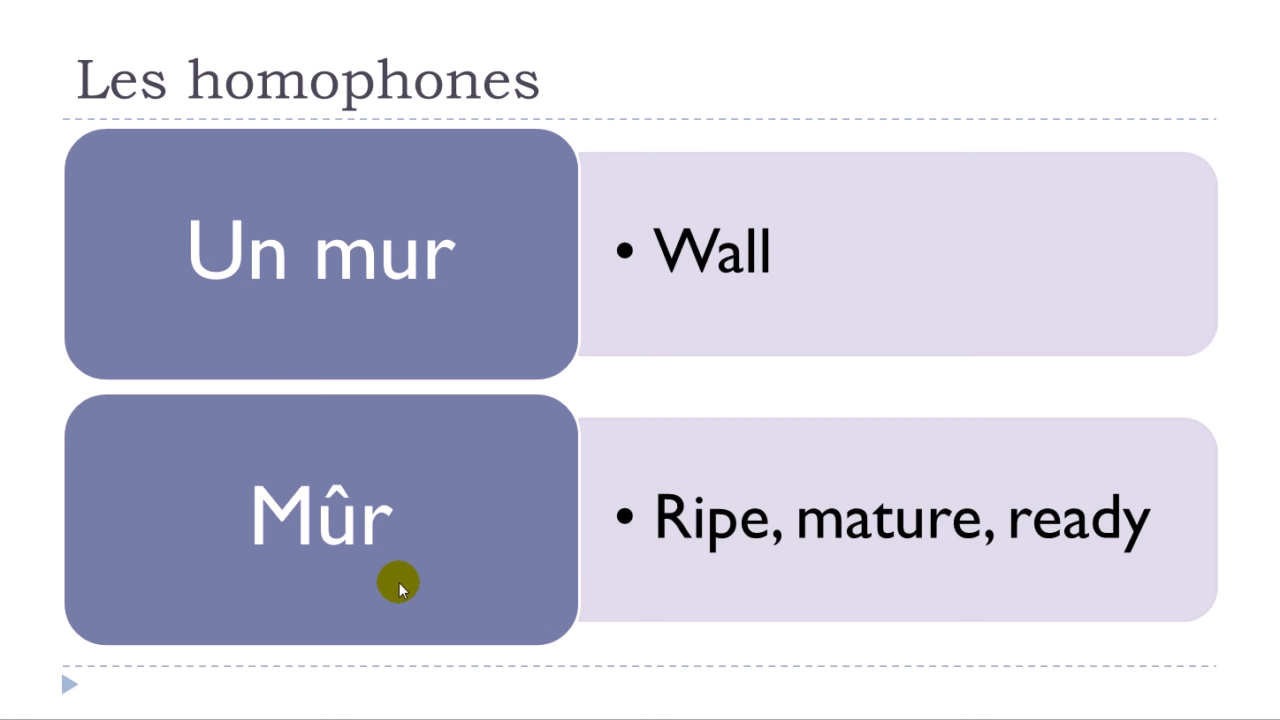 Les homophones
Un mur
• Wall
Mûr
• Ripe, mature, ready